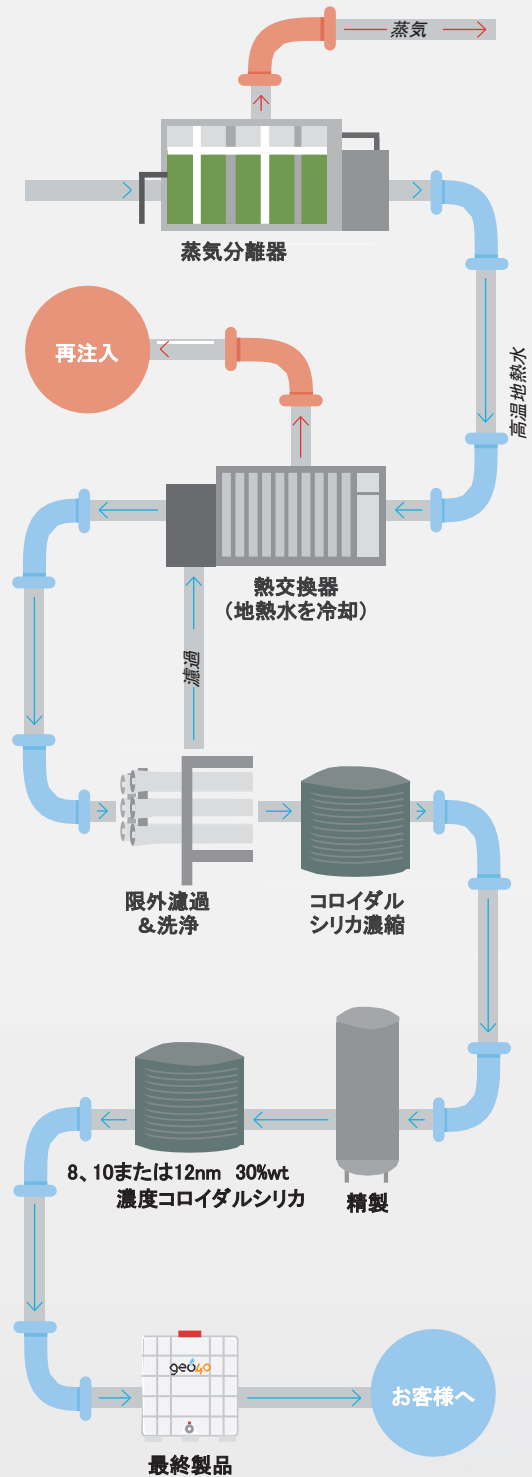 蒸気
蒸気分離器
再注入
高温地熱水
熱交換器
（地熱水を冷却）
濾過
限外濾過
＆洗浄
コロイダル
シリカ濃縮
8、10または12nm 30%wt
濃度コロイダルシリカ
精製
geo40
お客様へ
最終製品